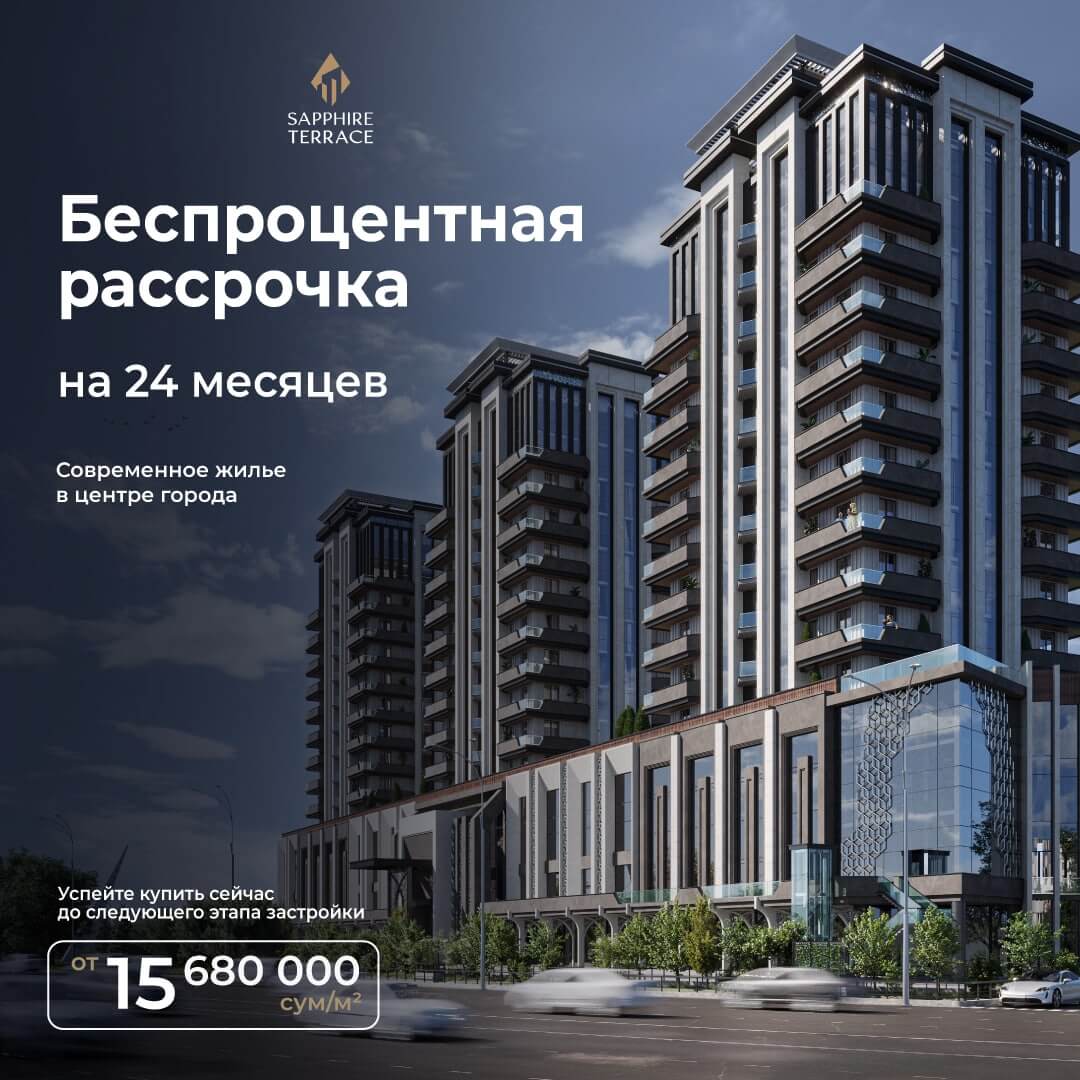 SAPPHIRE
TERRACE
Беспроцентная
рассрочка
на 24 месяцев
Современное жилье
в центре города
Успейте купить сейчас
до следующего этапа застройки
от 15 680 000
сум/м²